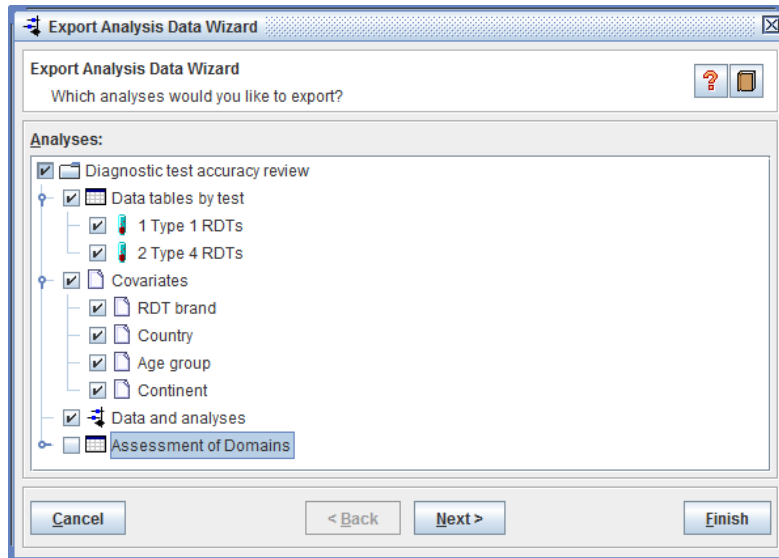 Export Analysis Data Wizard
Export Analysis Data Wizard
Which analyses would you like to export?
Analyses:
Diagnostic test accuracy review
Data tables by test
1 Type 1 RDTs
2 Type 4 RDTs
Covariates
RDT brand
Country
Age group
Continent
Data and analyses
Assessment of Domains
Cancel < Back Next > Finish